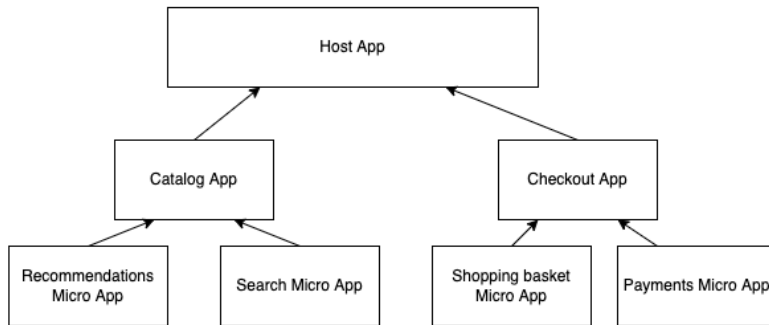 Host App
Catalog App
Checkout App
Recommendations
Micro App
Search Micro App
Shopping basket
Micro App
Payments Micro App